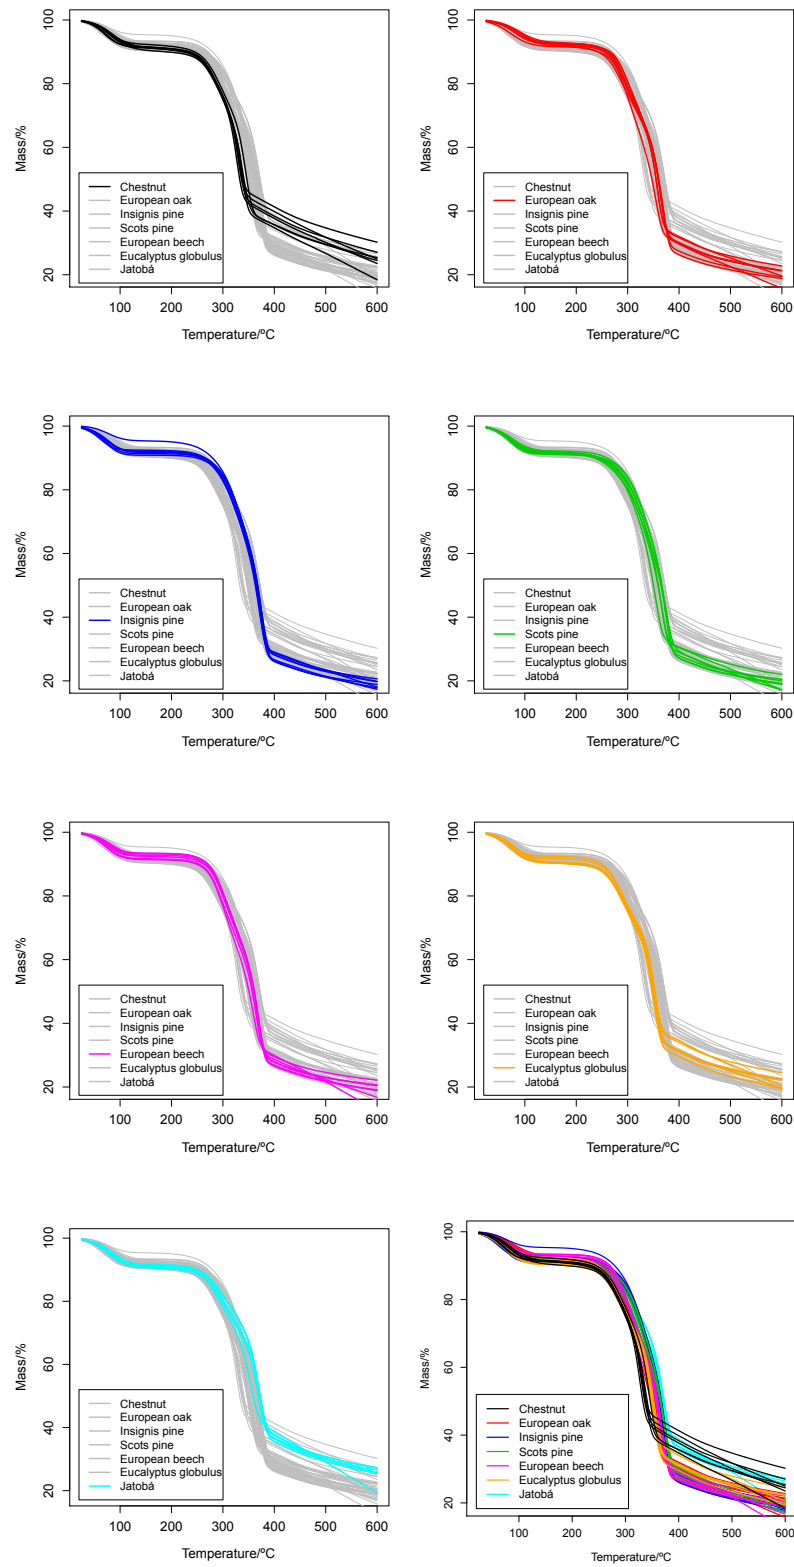 Mass/%
100
80
60
40
20
Chestnut
European oak
Insignis pine
Scots pine
European beech
Eucalyptus globulus
Jatobá
100 200 300 400 500 600
Temperature/ºC
Mass/%
100
80
60
40
20
Chestnut
European oak
Insignis pine
Scots pine
European beech
Eucalyptus globulus
Jatobá
100 200 300 400 500 600
Temperature/ºC
Mass/%
100
80
60
40
20
Chestnut
European oak
Insignis pine
Scots pine
European beech
Eucalyptus globulus
Jatobá
100 200 300 400 500 600
Temperature/ºC
Mass/%
100
80
60
40
20
Chestnut
European oak
Insignis pine
Scots pine
European beech
Eucalyptus globulus
Jatobá
100 200 300 400 500 600
Temperature/ºC
Mass/%
100
80
60
40
20
Chestnut
European oak
Insignis pine
Scots pine
European beech
Eucalyptus globulus
Jatobá
100 200 300 400 500 600
Temperature/ºC
Mass/%
100
80
60
40
20
Chestnut
European oak
Insignis pine
Scots pine
European beech
Eucalyptus globulus
Jatobá
100 200 300 400 500 600
Temperature/ºC
Mass/%
100
80
60
40
20
Chestnut
European oak
Insignis pine
Scots pine
European beech
Eucalyptus globulus
Jatobá
100 200 300 400 500 600
Temperature/ºC
Mass/%
100
80
60
40
20
Chestnut
European oak
Insignis pine
Scots pine
European beech
Eucalyptus globulus
Jatobá
100 200 300 400 500 600
Temperature/ºC